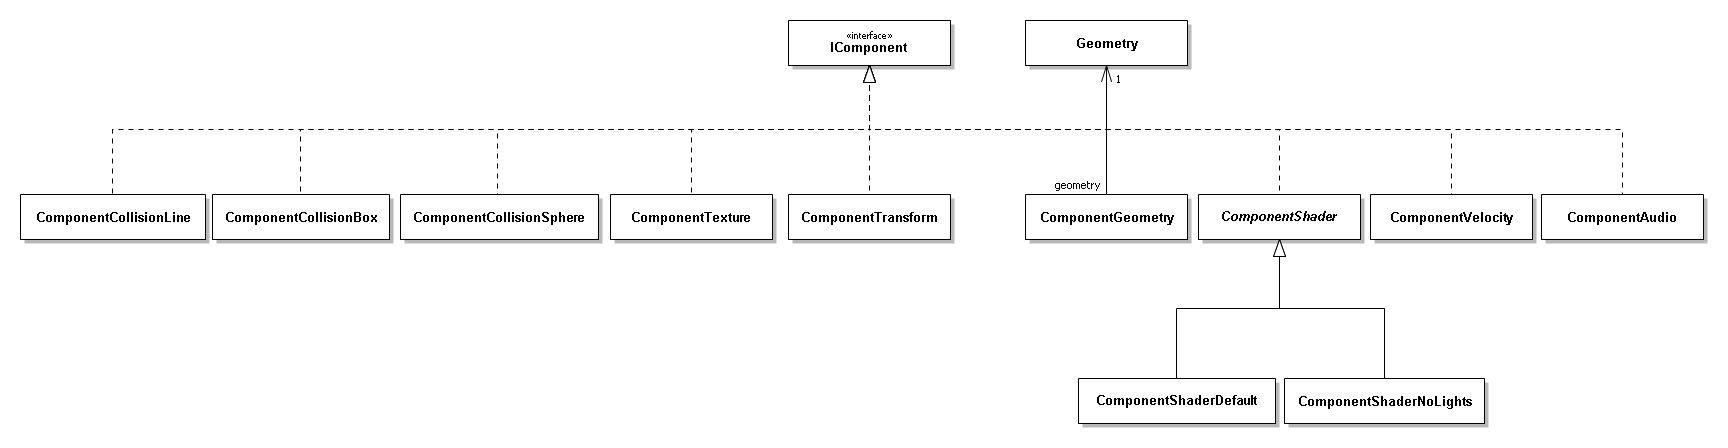 «interface»
IComponent
Geometry
1
geometry
ComponentCollisionLine
ComponentCollisionBox
ComponentCollisionSphere
ComponentTexture
ComponentTransform
ComponentGeometry
ComponentShader
ComponentVelocity
ComponentAudio
ComponentShaderDefault
ComponentShaderNoLights